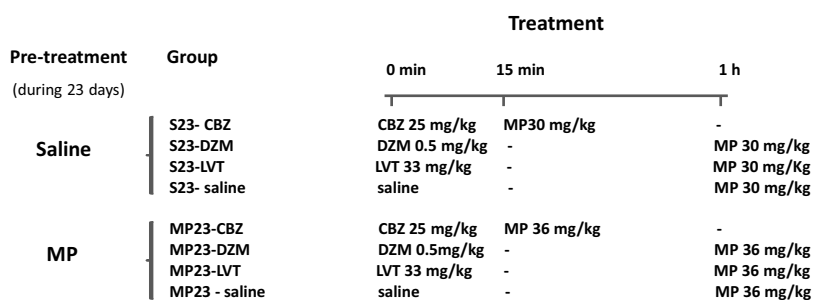 Treatment
Pre-treatment Group
0 min 15 min 1 h
(during 23 days)
S23- CBZ CBZ 25 mg/kg MP30 mg/kg -
S23-DZM DZM 0.5 mg/kg - MP 30 mg/kg
Saline
S23-LVT LVT 33 mg/kg - MP 30 mg/Kg
S23- saline saline - MP 30 mg/kg
MP23-CBZ CBZ 25 mg/kg MP 36 mg/kg -
MP23-DZM DZM 0.5mg/kg - MP 36 mg/kg
MP
MP23-LVT LVT 33 mg/kg - MP 36 mg/kg
MP23 - saline saline - MP 36 mg/kg